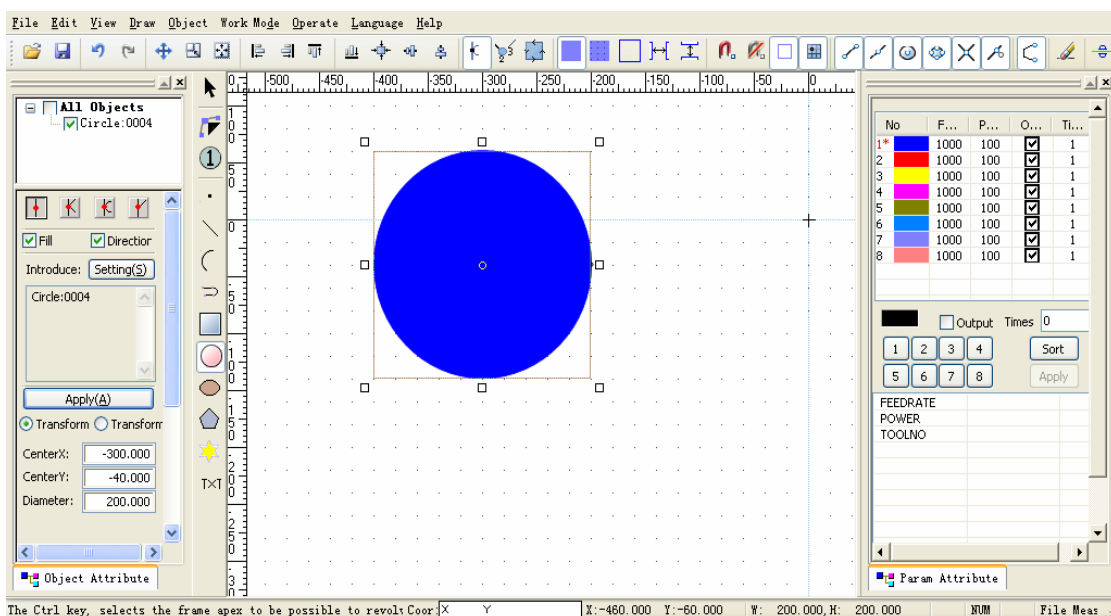 File Edit View Draw Object Work Mode Operate Language Help
-500 -450 -400 -350 -300 -250 -200 -150 -100 -50 0
All Objects
Circle:0004
Fill Direction
Introduce: Setting(S)
Circle:0004
Apply(A)
Transform Transform
CenterX: -300.000
CenterY: -40.000
Diameter: 200.000
Object Attribute
1
T×T
No F... P... O... Ti...
1* 1000 100 1
2 1000 100 1
3 1000 100 1
4 1000 100 1
5 1000 100 1
6 1000 100 1
7 1000 100 1
8 1000 100 1
Output Times 0
1 2 3 4 Sort
5 6 7 8 Apply
FEEDRATE
POWER
TOOLNO
Param Attribute
The Ctrl key, selects the frame apex to be possible to revolt Coor: X Y X:-460.000 Y:-60.000 W: 200.000,H: 200.000 NUM File Meas